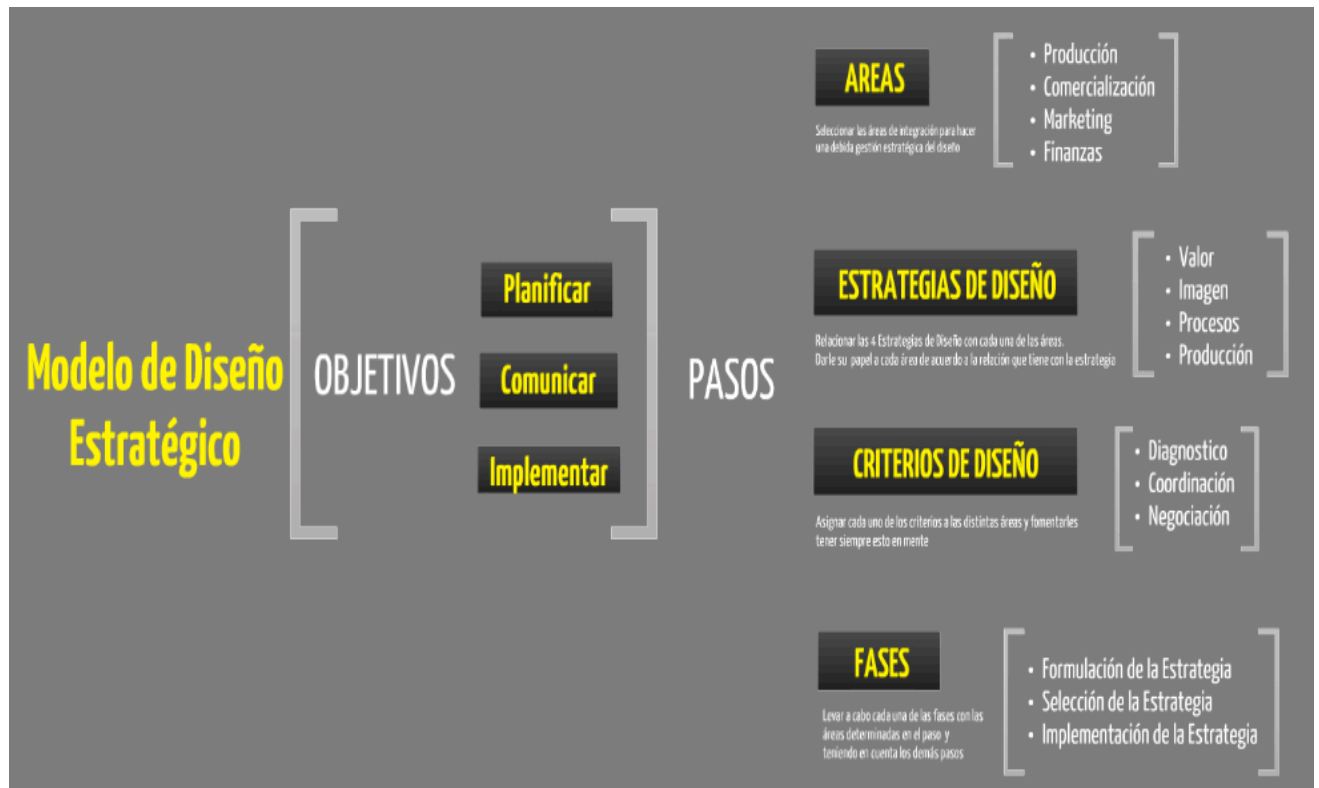 Modelo de Diseño
Estratégico
OBJETIVOS
Planificar
Comunicar
Implementar
PASOS
AREAS
Seleccionar las áreas de integración para hacer
una debida gestión estratégica del diseño
• Producción
• Comercialización
• Marketing
• Finanzas
ESTRATEGIAS DE DISEÑO
Relacionar las 4 Estrategias de Diseño con cada una de las áreas.
Darle su papel a cada área de acuerdo a la relación que tiene con la estrategia
• Valor
• Imagen
• Procesos
• Producción
CRITERIOS DE DISEÑO
Asignar cada uno de los criterios a las distintas áreas y fomentarles
tener siempre esto en mente
• Diagnostico
• Coordinación
• Negociación
FASES
Levar a cabo cada una de las fases con las
áreas determinadas en el paso y
teniendo en cuenta los demás pasos
• Formulación de la Estrategia
• Selección de la Estrategia
• Implementación de la Estrategia